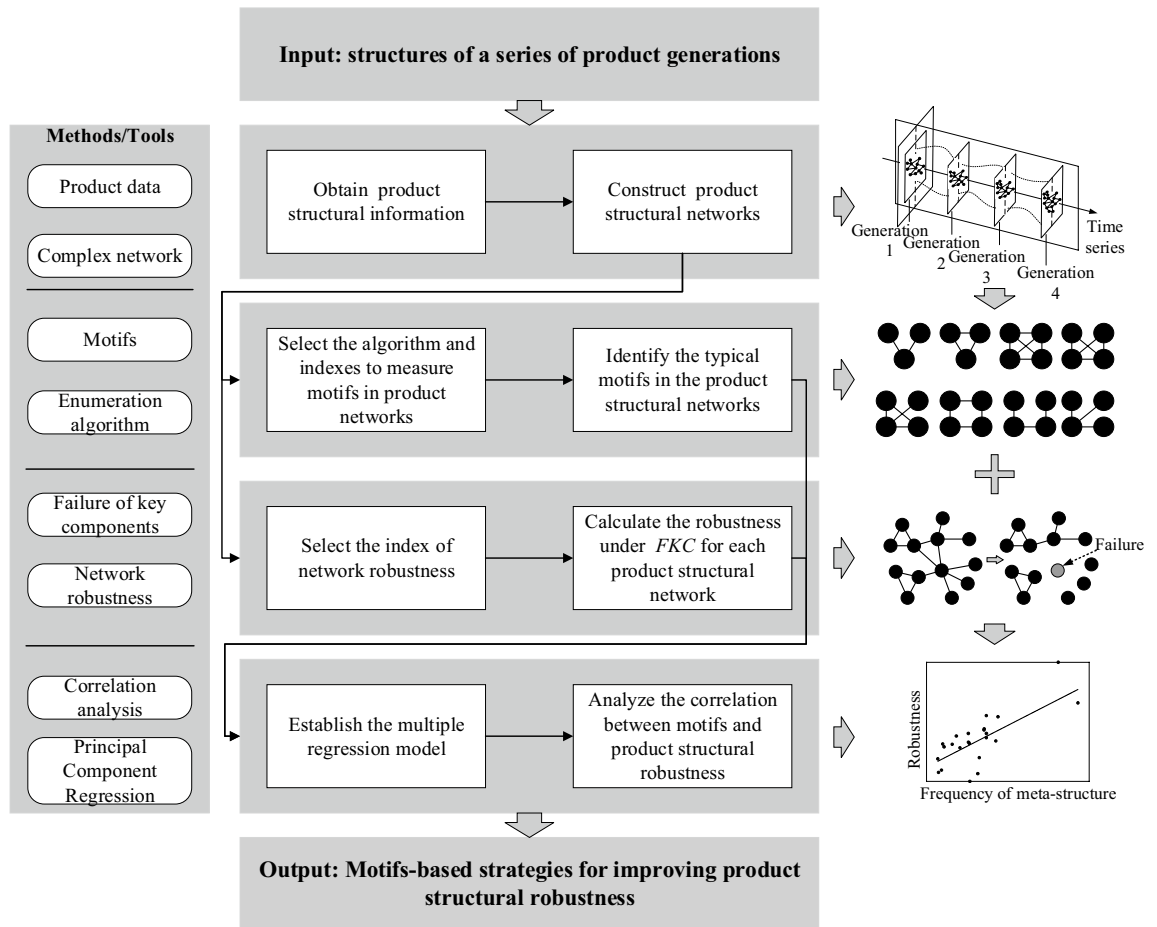 Input: structures of a series of product generations
Methods/Tools
Product data
Complex network
Motifs
Enumeration
algorithm
Failure of key
components
Network
robustness
Correlation
analysis
Principal
Component
Regression
Obtain product
structural information
Construct product
structural networks
Time
series
Generation
1
Generation
2
Generation
3
Generation
4
Select the algorithm and
indexes to measure
motifs in product
networks
Identify the typical
motifs in the product
structural networks
Select the index of
network robustness
Calculate the robustness
under FKC for each
product structural
network
Failure
Establish the multiple
regression model
Analyze the correlation
between motifs and
product structural
robustness
Robustness
Frequency of meta-structure
Output: Motifs-based strategies for improving product
structural robustness